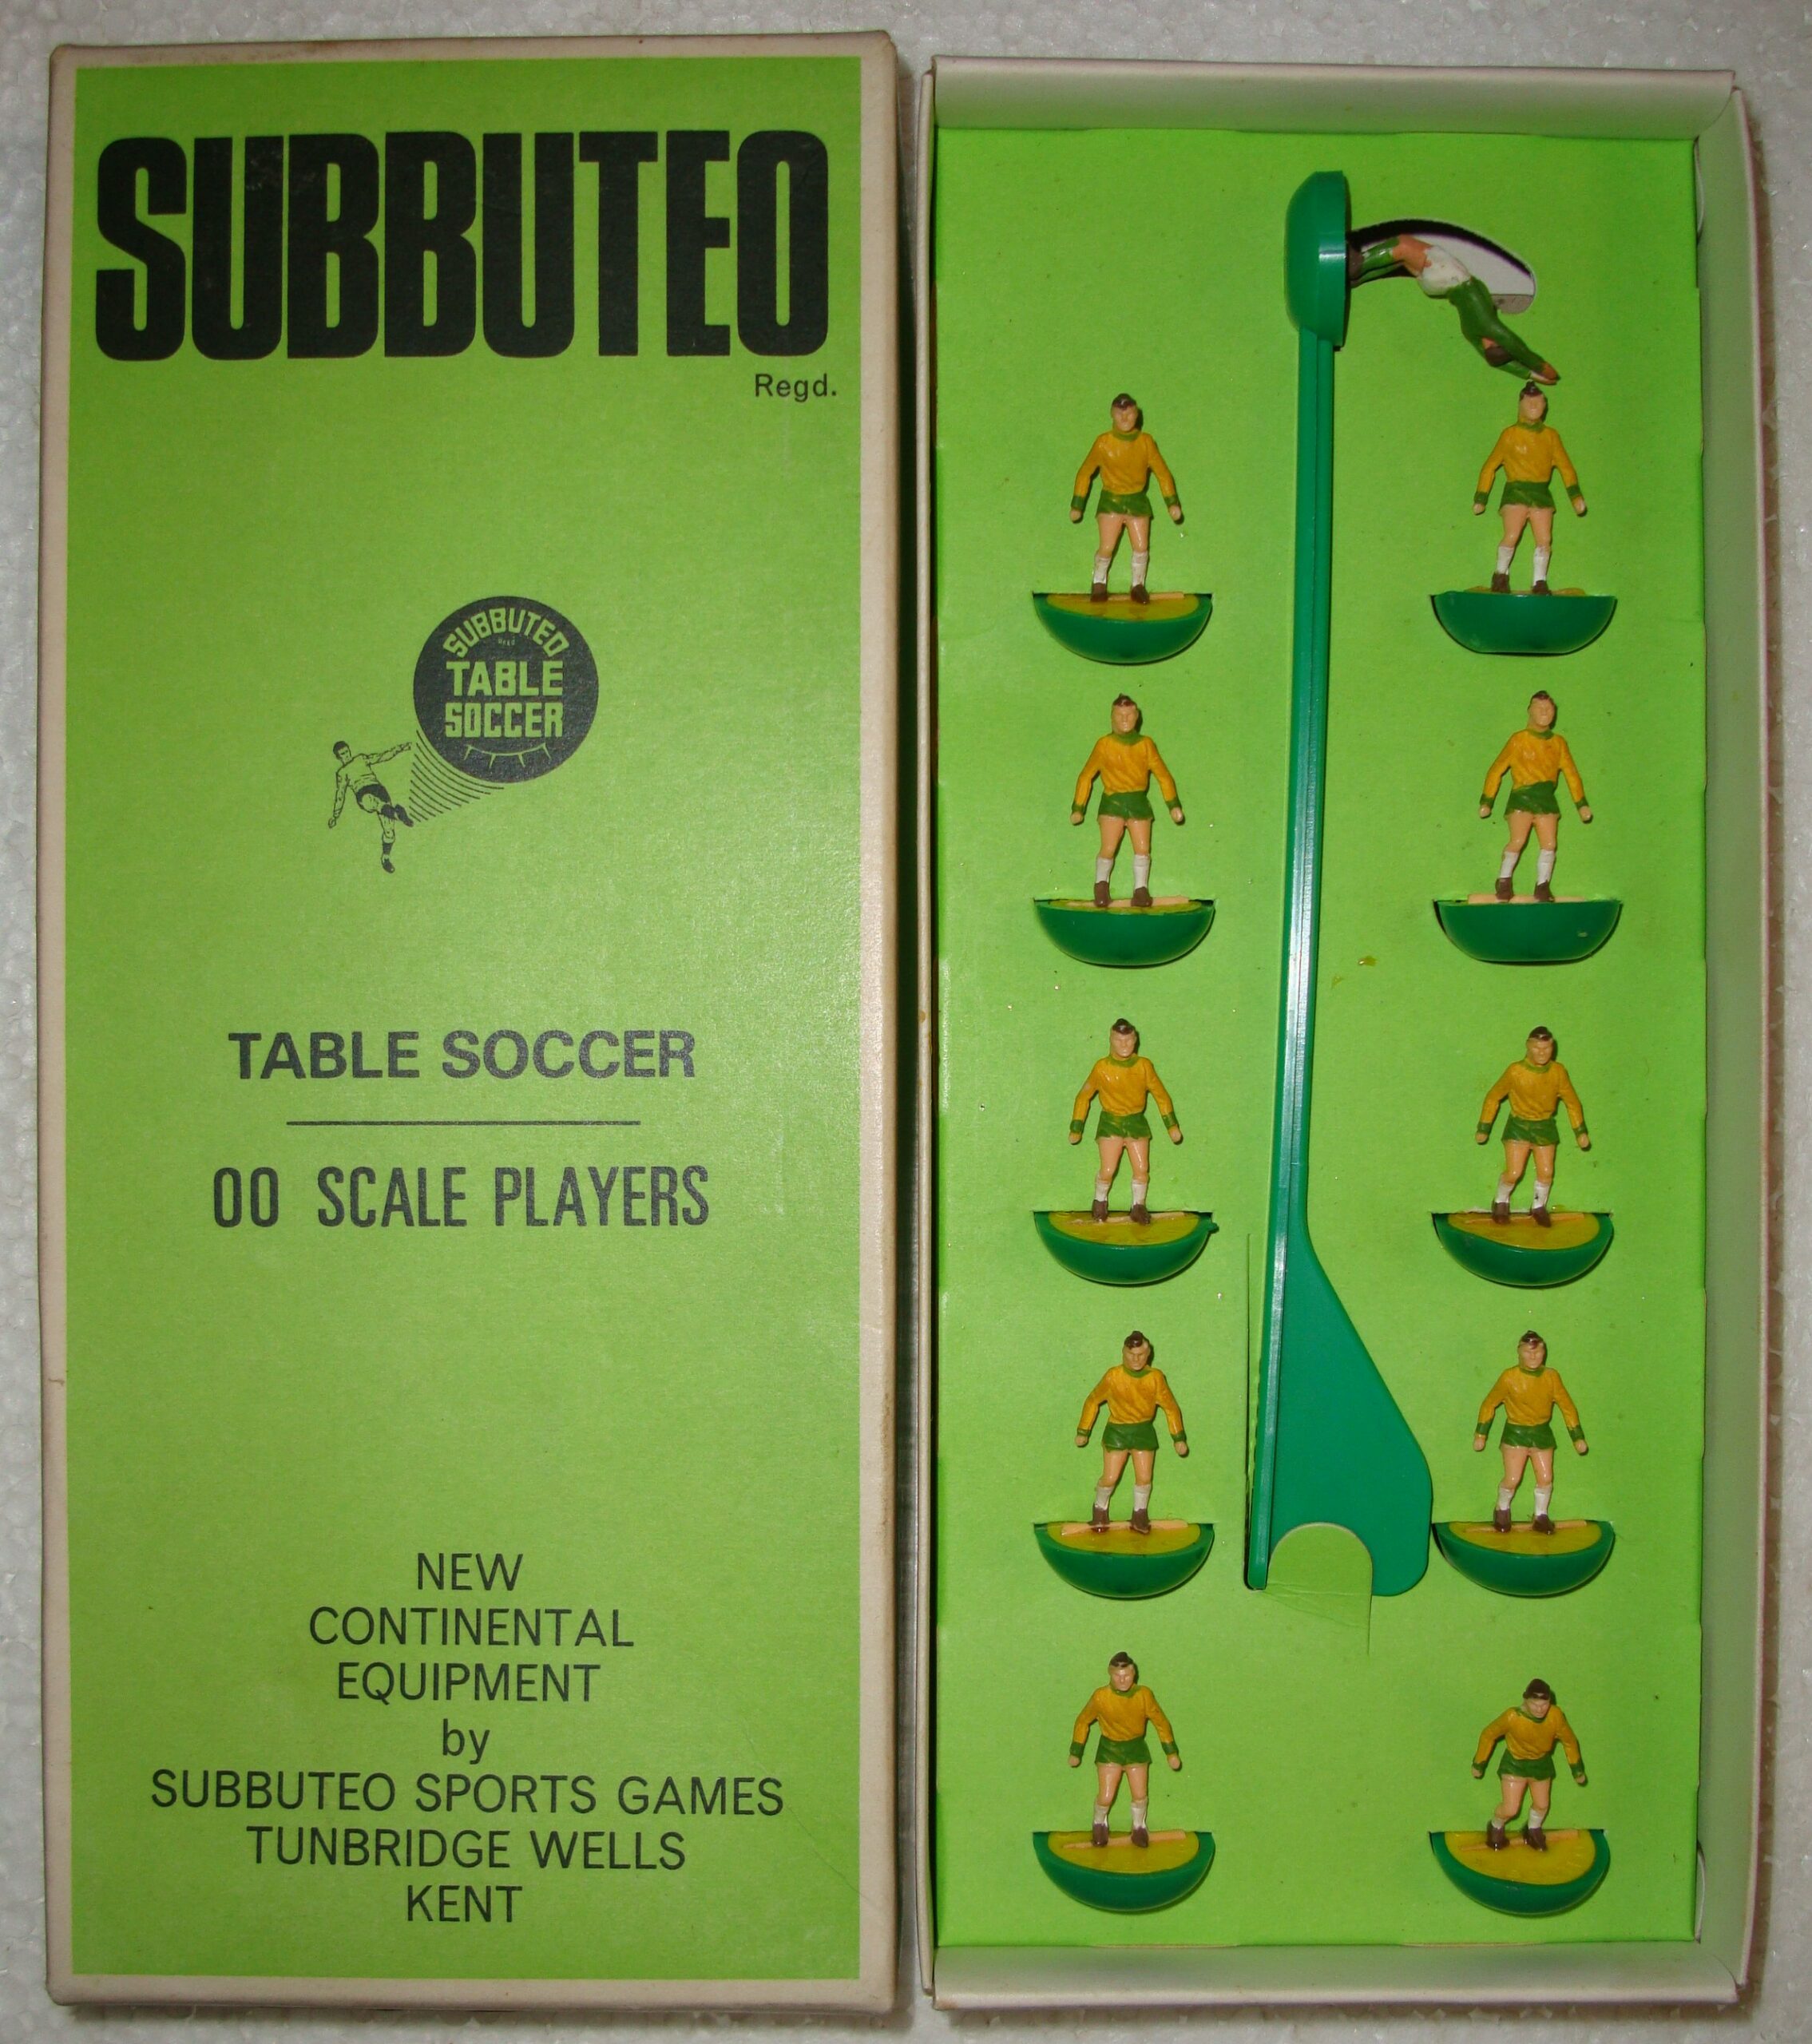 SUBBUTEO
Regd.
SUBBUTEO
Regd
TABLE
SOCCER
TABLE SOCCER
00 SCALE PLAYERS
NEW
CONTINENTAL
EQUIPMENT
by
SUBBUTEO SPORTS GAMES
TUNBRIDGE WELLS
KENT